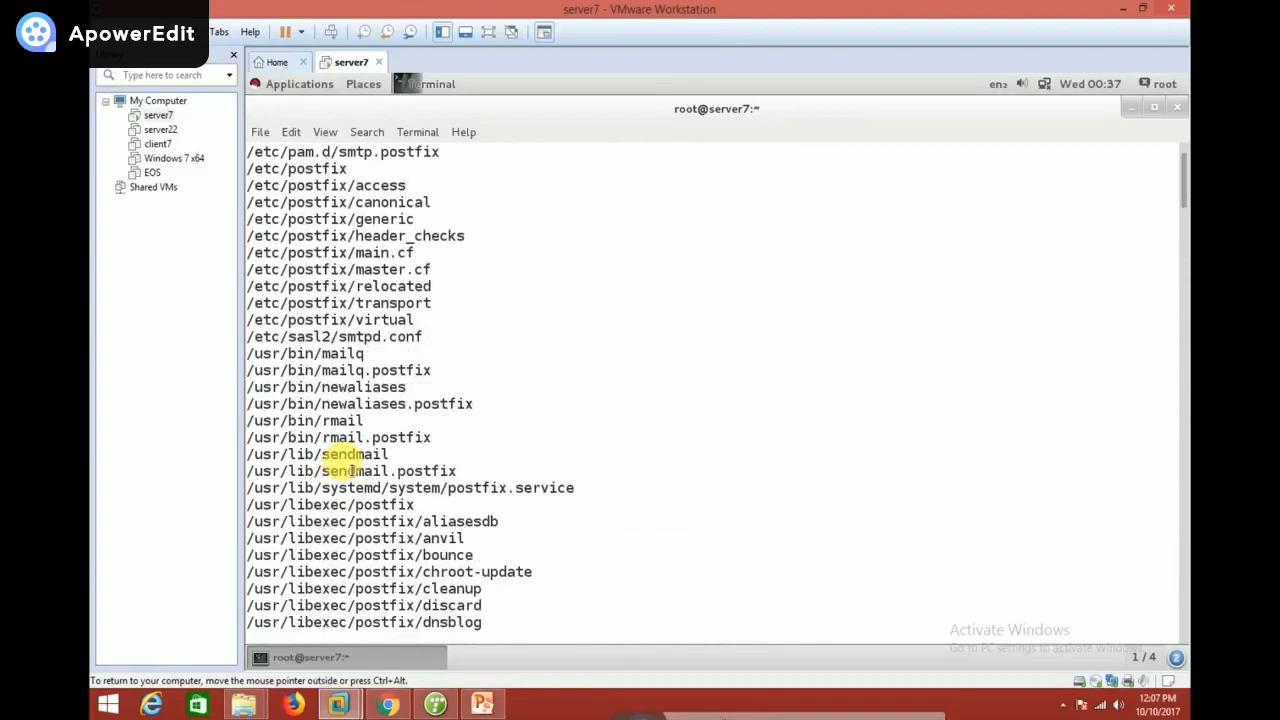 server7 - VMware Workstation
ApowerEdit
Tabs Help
Type here to search
Home
server7
Applications Places Terminal
en₂ Wed 00:37 root
My Computer
server7
server22
client7
Windows 7 x64
EOS
Shared VMs
root@server7:~
File Edit View Search Terminal Help
/etc/pam.d/smtp.postfix
/etc/postfix
/etc/postfix/access
/etc/postfix/canonical
/etc/postfix/generic
/etc/postfix/header_checks
/etc/postfix/main.cf
/etc/postfix/master.cf
/etc/postfix/relocated
/etc/postfix/transport
/etc/postfix/virtual
/etc/sasl2/smtpd.conf
/usr/bin/mailq
/usr/bin/mailq.postfix
/usr/bin/newaliases
/usr/bin/newaliases.postfix
/usr/bin/rmail
/usr/bin/rmail.postfix
/usr/lib/sendmail
/usr/lib/sendmail.postfix
/usr/lib/systemd/system/postfix.service
/usr/libexec/postfix
/usr/libexec/postfix/aliasesdb
/usr/libexec/postfix/anvil
/usr/libexec/postfix/bounce
/usr/libexec/postfix/chroot-update
/usr/libexec/postfix/cleanup
/usr/libexec/postfix/discard
/usr/libexec/postfix/dnsblog
Activate Windows
Go to PC settings to activate Windows.
root@server7:~
1 / 4
2
To return to your computer, move the mouse pointer outside or press Ctrl+Alt.
12:07 PM
10/10/2017